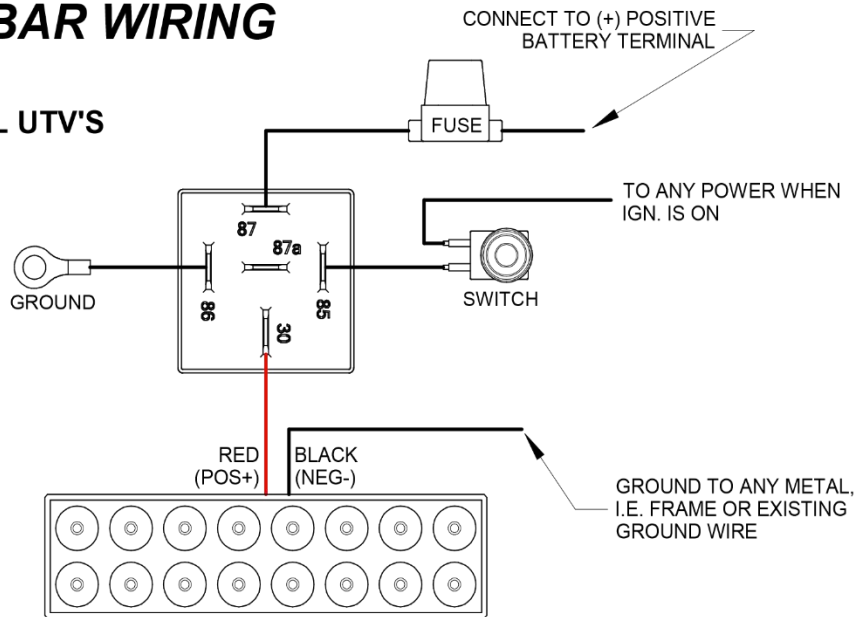 BAR WIRING
CONNECT TO (+) POSITIVE
BATTERY TERMINAL
UTV'S
FUSE
TO ANY POWER WHEN
IGN. IS ON
87
87a
GROUND
86
85
SWITCH
30
RED
(POS+)
BLACK
(NEG-)
GROUND TO ANY METAL,
I.E. FRAME OR EXISTING
GROUND WIRE